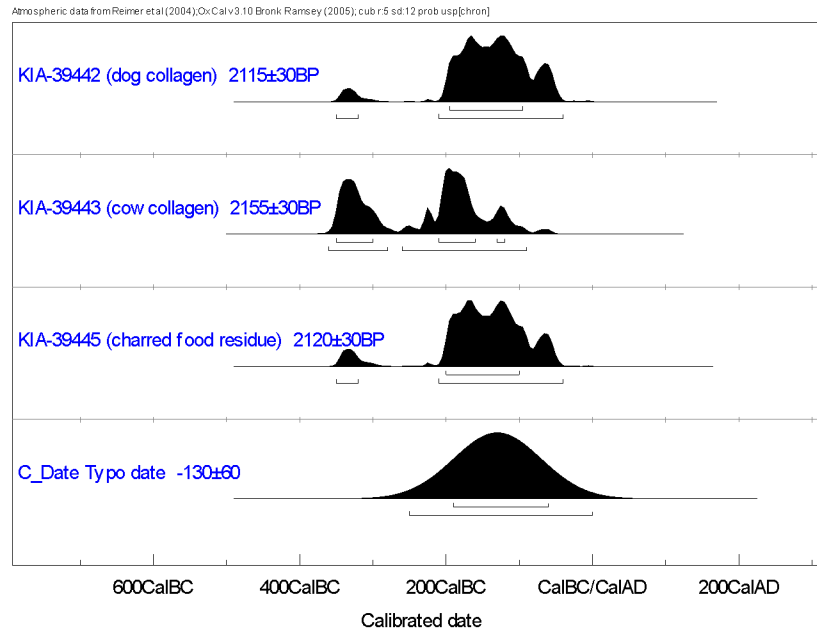 Atmospheric data from Reimer et al (2004);OxCal v3.10 Bronk Ramsey (2005); cub r:5 sd:12 prob usp[chron]
KIA-39442 (dog collagen) 2115±30BP
KIA-39443 (cow collagen) 2155±30BP
KIA-39445 (charred food residue) 2120±30BP
C_Date Typo date -130±60
600CalBC 400CalBC 200CalBC CalBC/CalAD 200CalAD
Calibrated date